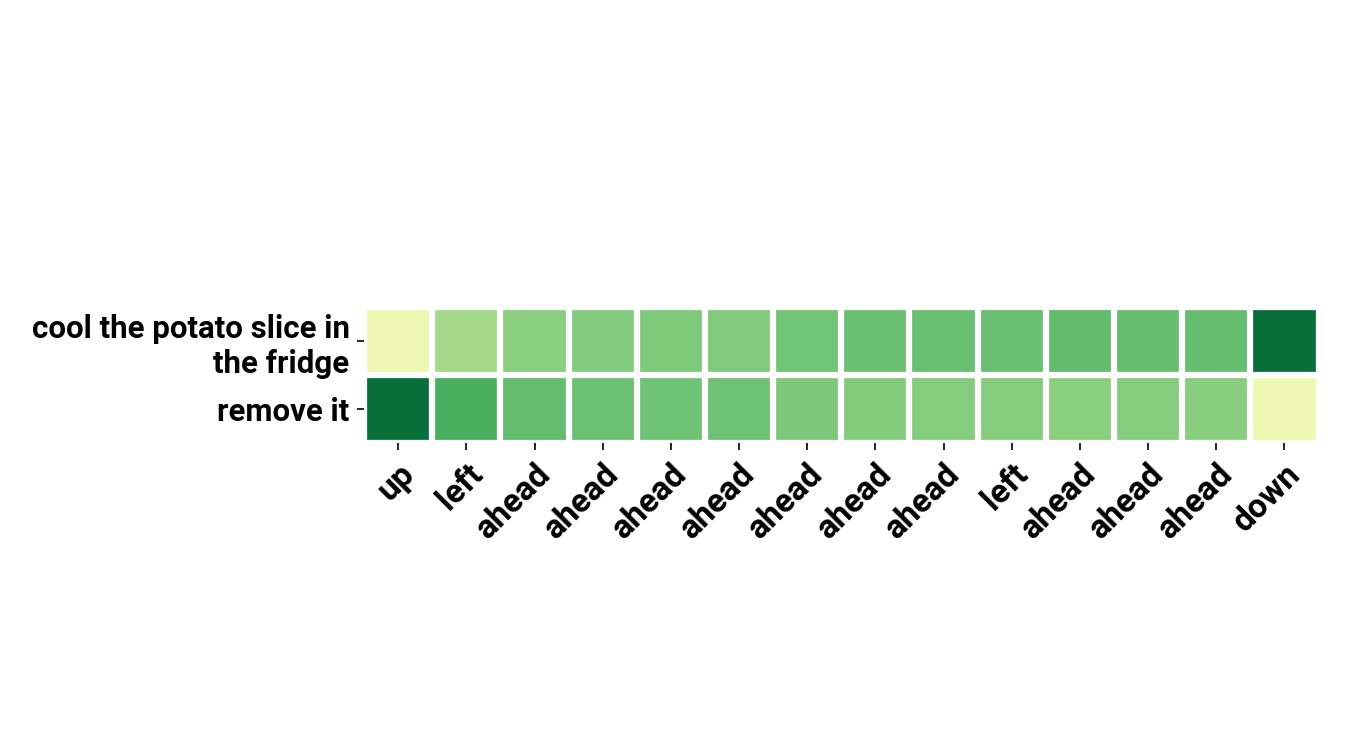 cool the potato slice in
the fridge
remove it
up
left
ahead
ahead
ahead
ahead
ahead
ahead
ahead
left
ahead
ahead
ahead
down